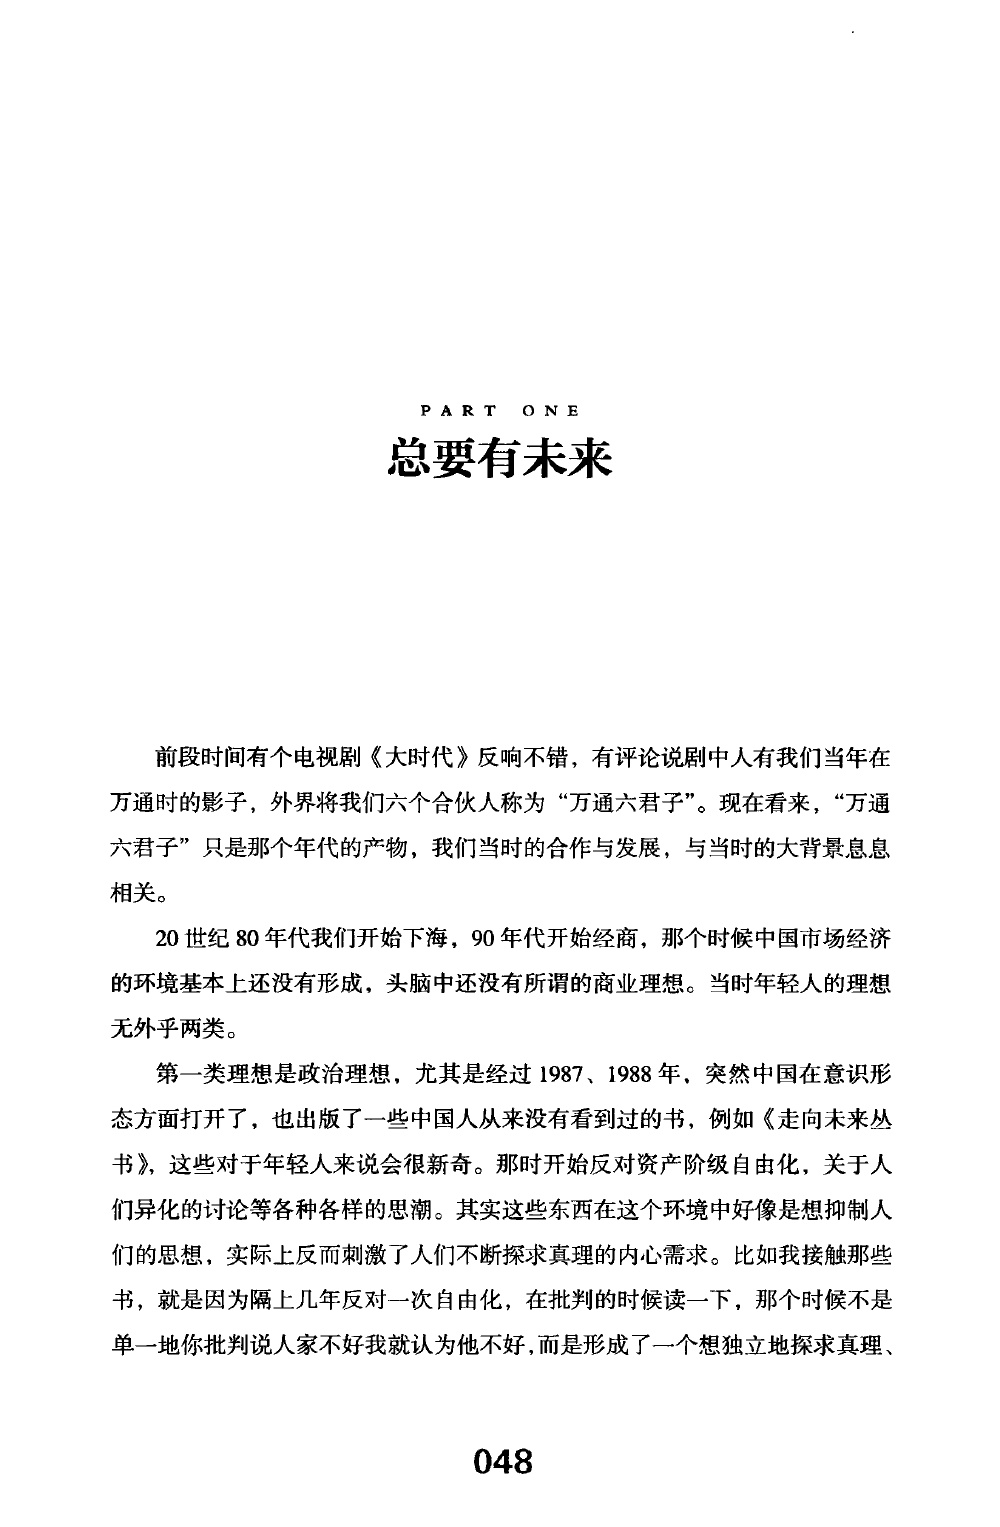 PART ONE
总要有未来
前段时间有个电视剧《大时代》反响不错，有评论说剧中人有我们当年在
万通时的影子，外界将我们六个合伙人称为“万通六君子”。现在看来，“万通
六君子”只是那个年代的产物，我们当时的合作与发展，与当时的大背景息息
相关。
20 世纪 80 年代我们开始下海，90 年代开始经商，那个时候中国市场经济
的环境基本上还没有形成，头脑中还没有所谓的商业理想。当时年轻人的理想
无外乎两类。
第一类理想是政治理想，尤其是经过 1987、1988 年，突然中国在意识形
态方面打开了，也出版了一些中国人从来没有看到过的书，例如《走向未来丛
书》，这些对于年轻人来说会很新奇。那时开始反对资产阶级自由化，关于人
们异化的讨论等各种各样的思潮。其实这些东西在这个环境中好像是想抑制人
们的思想，实际上反而刺激了人们不断探求真理的内心需求。比如我接触那些
书，就是因为隔上几年反对一次自由化，在批判的时候读一下，那个时候不是
单一地你批判说人家不好我就认为他不好，而是形成了一个想独立地探求真理、
048